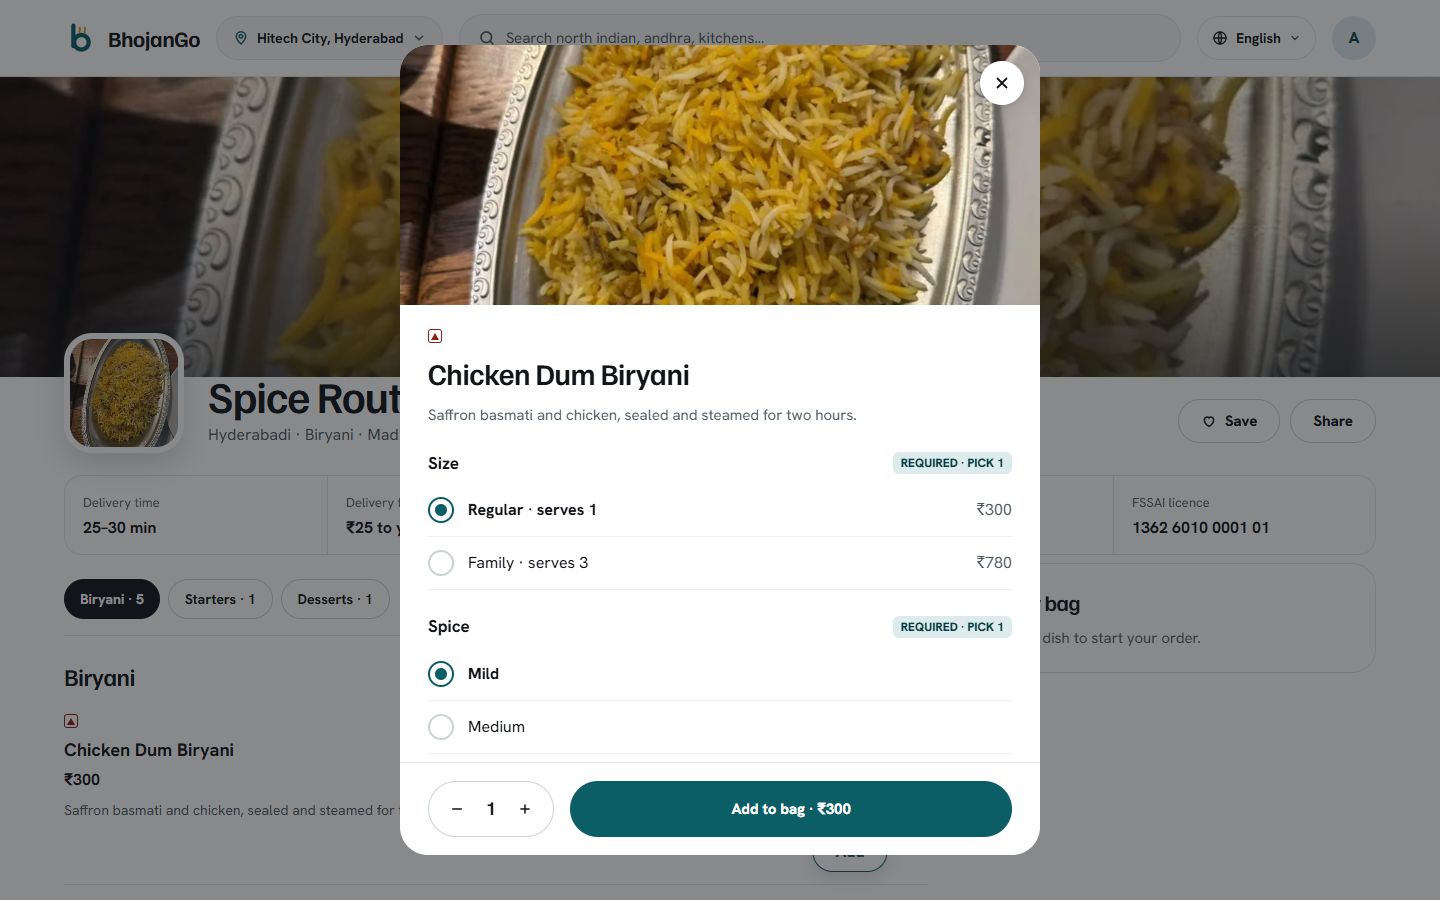 BhojanGo
Hitech City, Hyderabad
Search north indian, andhra, kitchens...
English
A
Spice Rout
Hyderabadi · Biryani · Mad
Save
Share
Delivery time
25–30 min
Delivery f
₹25 to y
FSSAI licence
1362 6010 0001 01
Biryani · 5
Starters · 1
Desserts · 1
bag
dish to start your order.
Biryani
Chicken Dum Biryani
₹300
Saffron basmati and chicken, sealed and steamed for t
Chicken Dum Biryani
Saffron basmati and chicken, sealed and steamed for two hours.
Size
REQUIRED · PICK 1
Regular · serves 1
₹300
Family · serves 3
₹780
Spice
REQUIRED · PICK 1
Mild
Medium
1
Add to bag · ₹300